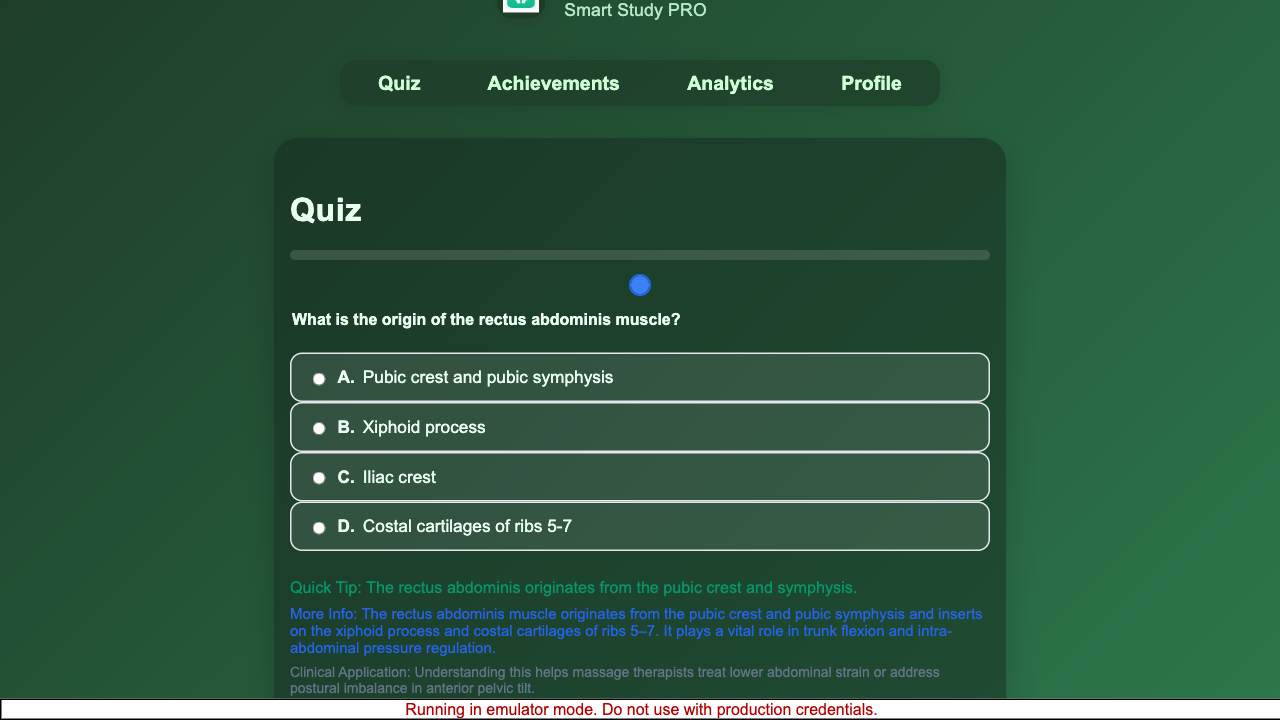 Smart Study PRO
Quiz Achievements Analytics Profile
Quiz
What is the origin of the rectus abdominis muscle?
A. Pubic crest and pubic symphysis
B. Xiphoid process
C. Iliac crest
D. Costal cartilages of ribs 5-7
Quick Tip: The rectus abdominis originates from the pubic crest and symphysis.
More Info: The rectus abdominis muscle originates from the pubic crest and pubic symphysis and inserts
on the xiphoid process and costal cartilages of ribs 5–7. It plays a vital role in trunk flexion and intra-
abdominal pressure regulation.
Clinical Application: Understanding this helps massage therapists treat lower abdominal strain or address
postural imbalance in anterior pelvic tilt.
Running in emulator mode. Do not use with production credentials.